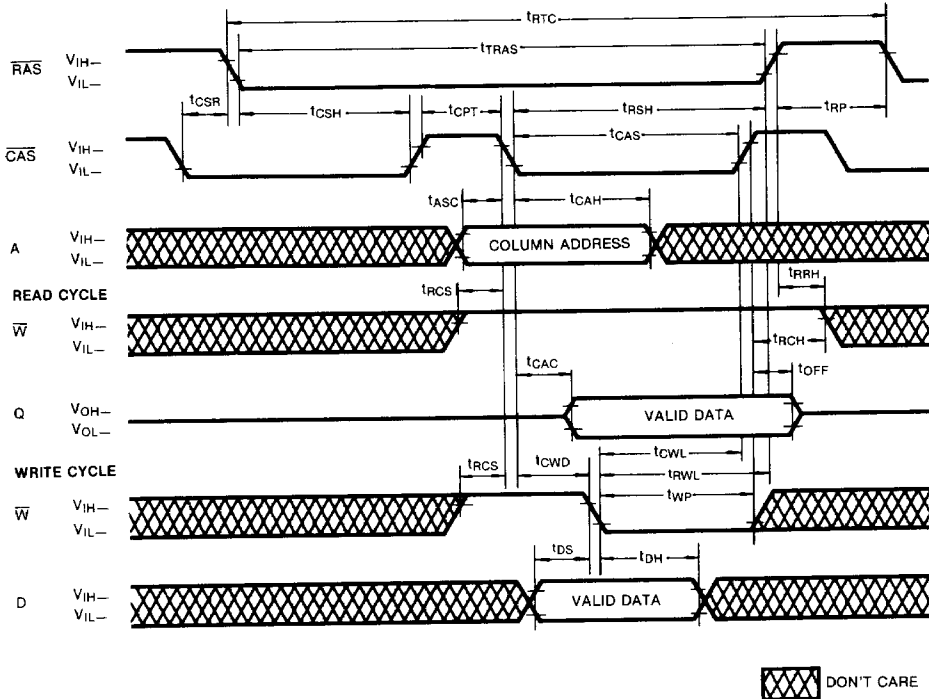 tRTC
tTRAS
RAS VIH—
VIL—
tCSR tCSH tCPT tRSH tRP
tCAS
CAS VIH—
VIL—
tASC tCAH
A VIH—
VIL—
COLUMN ADDRESS
tRRH
READ CYCLE
tRCS
W VIH—
VIL—
tRCH
tCAC tOFF
Q VOH—
VOL—
VALID DATA
tCWL
WRITE CYCLE
tRCS tCWD tRWL
W VIH—
VIL—
tWP
tDS tDH
D VIH—
VIL—
VALID DATA
DON'T CARE